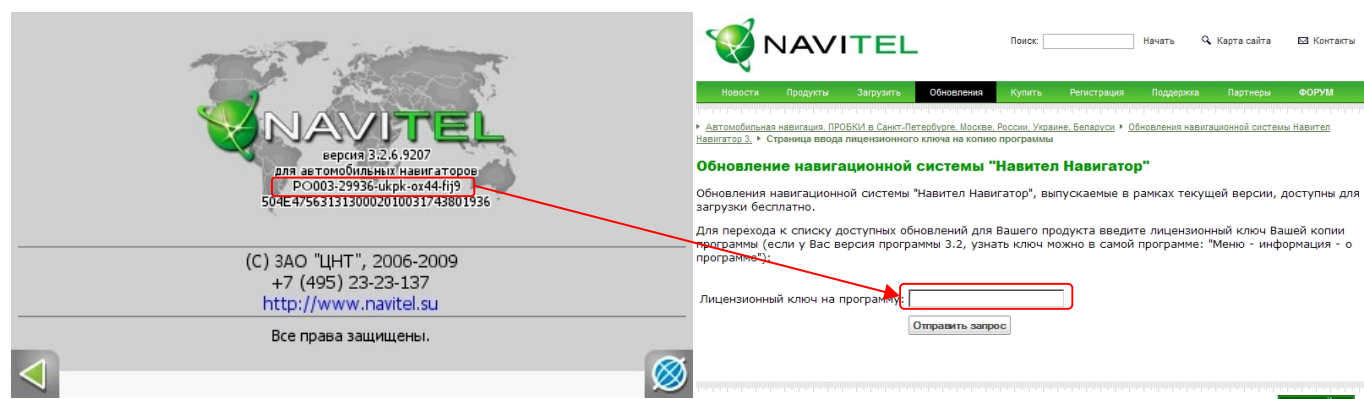 NAVITEL
версия 3.2.6.9207
для автомобильных навигаторов
PO003-29936-ukpk-ox44-fij9
504E4756313130002010031743801936
(С) ЗАО "ЦНТ", 2006-2009
+7 (495) 23-23-137
http://www.navitel.su
Все права защищены.
NAVITEL
Поиск:
Начать
Карта сайта
Контакты
Новости
Продукты
Загрузить
Обновления
Купить
Регистрация
Поддержка
Партнеры
ФОРУМ
Автомобильная навигация. ПРОБКИ в Санкт-Петербурге, Москве, России, Украине, Беларуси Обновления навигационной системы Навител
Навигатор 3. Страница ввода лицензионного ключа на копию программы
Обновление навигационной системы "Навител Навигатор"
Обновления навигационной системы "Навител Навигатор", выпускаемые в рамках текущей версии, доступны для
загрузки бесплатно.
Для перехода к списку доступных обновлений для Вашего продукта введите лицензионный ключ Вашей копии
программы (если у Вас версия программы 3.2, узнать ключ можно в самой программе: "Меню - информация - о
программе"):
Лицензионный ключ на программу:
Отправить запрос